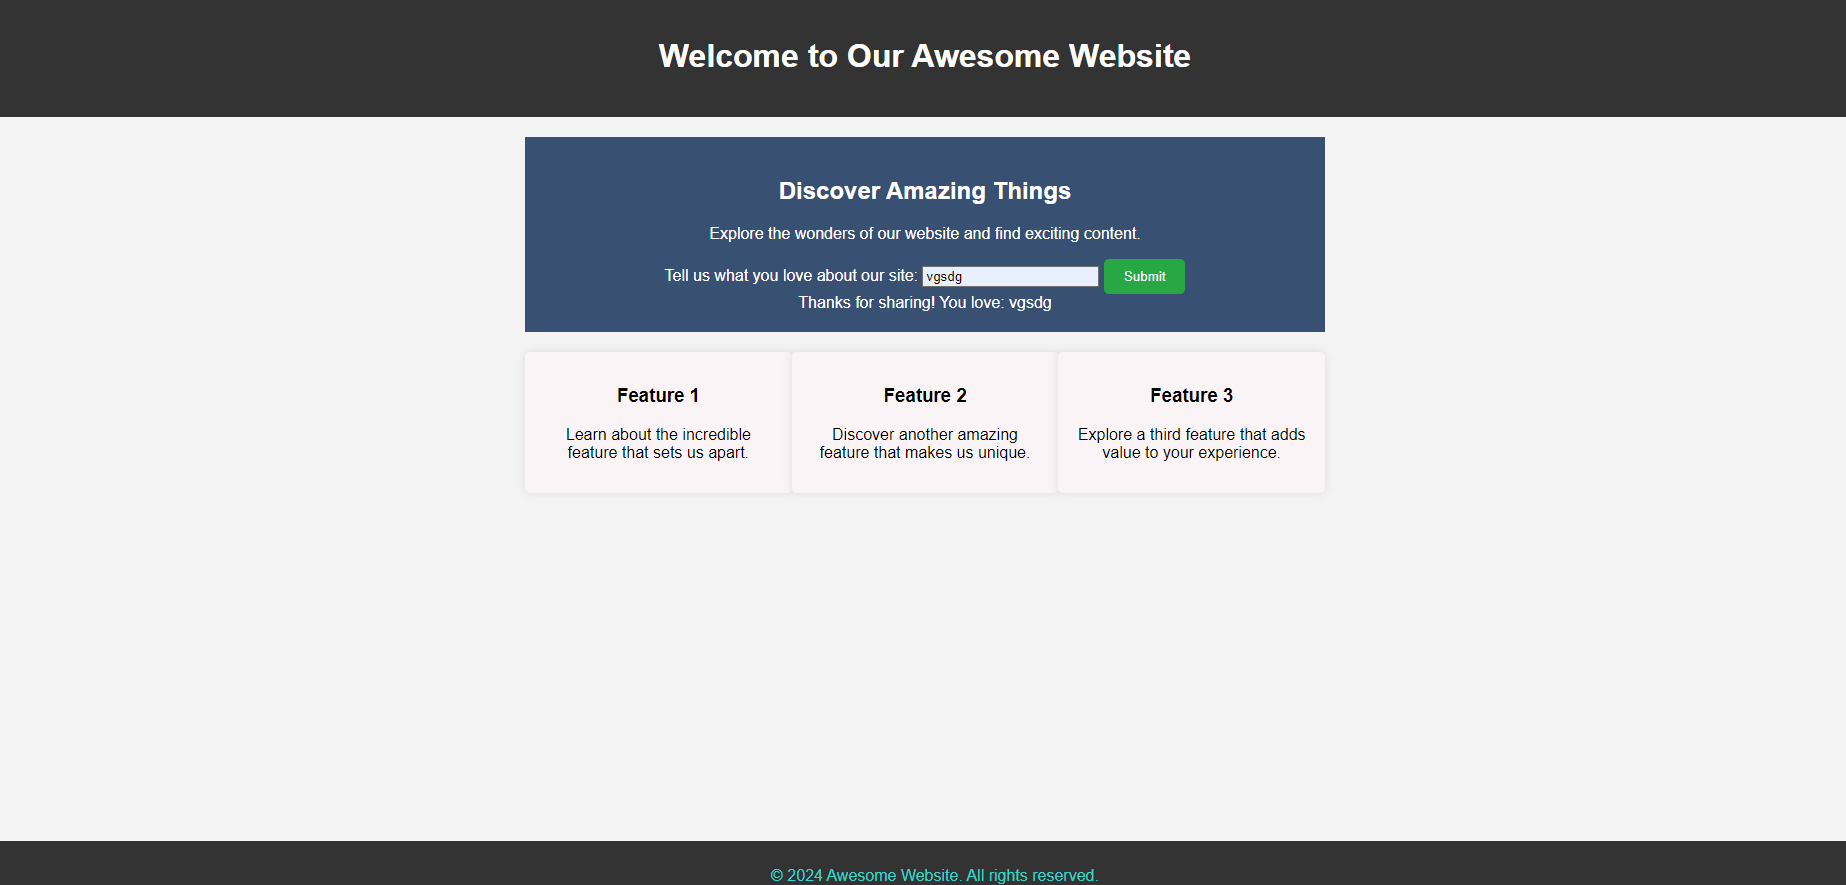 Welcome to Our Awesome Website
Discover Amazing Things
Explore the wonders of our website and find exciting content.
Tell us what you love about our site: vgsdg Submit
Thanks for sharing! You love: vgsdg
Feature 1
Learn about the incredible
feature that sets us apart.
Feature 2
Discover another amazing
feature that makes us unique.
Feature 3
Explore a third feature that adds
value to your experience.
© 2024 Awesome Website. All rights reserved.